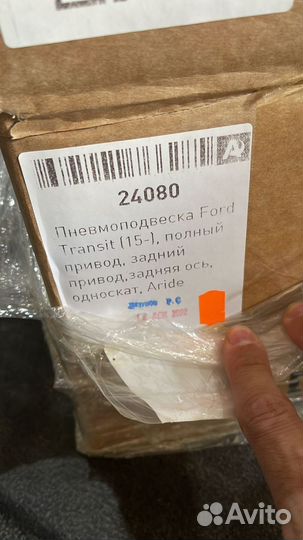 24080
Пневмоподвеска Ford
Transit (15-), полный
привод, задний
привод,задняя ось,
односкат, Aride
Avito